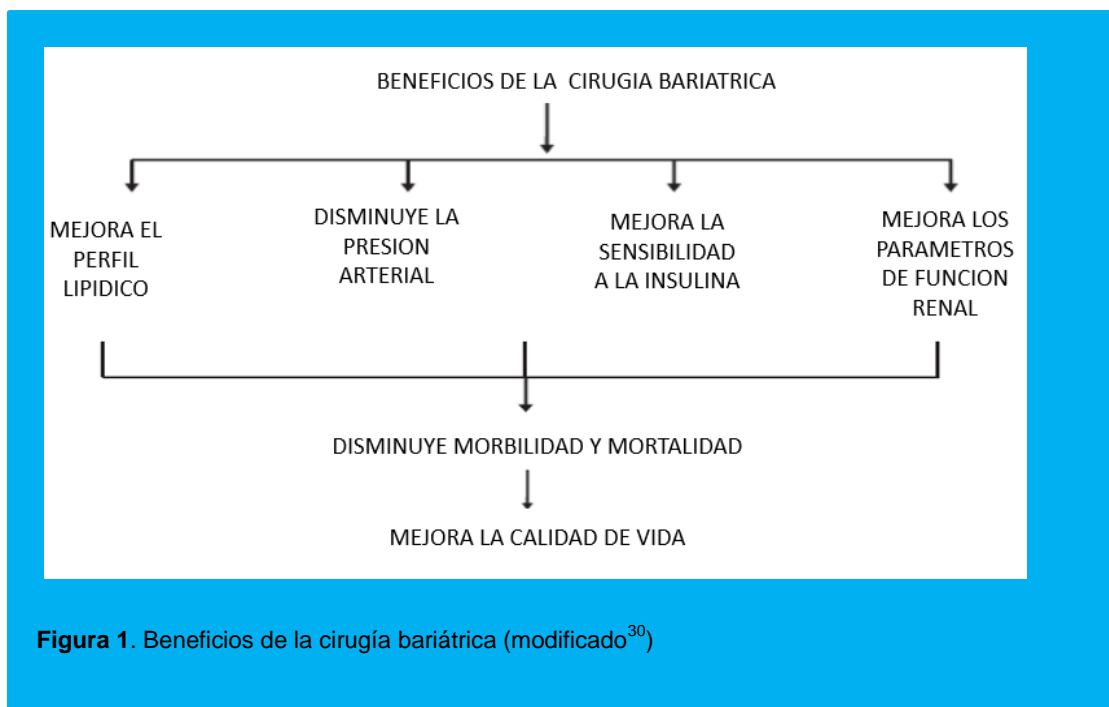 BENEFICIOS DE LA CIRUGIA BARIATRICA
MEJORA EL
PERFIL
LIPIDICO
DISMINUYE LA
PRESION
ARTERIAL
MEJORA LA
SENSIBILIDAD
A LA INSULINA
MEJORA LOS
PARAMETROS
DE FUNCION
RENAL
DISMINUYE MORBILIDAD Y MORTALIDAD
MEJORA LA CALIDAD DE VIDA
Figura 1. Beneficios de la cirugía bariátrica (modificado30)